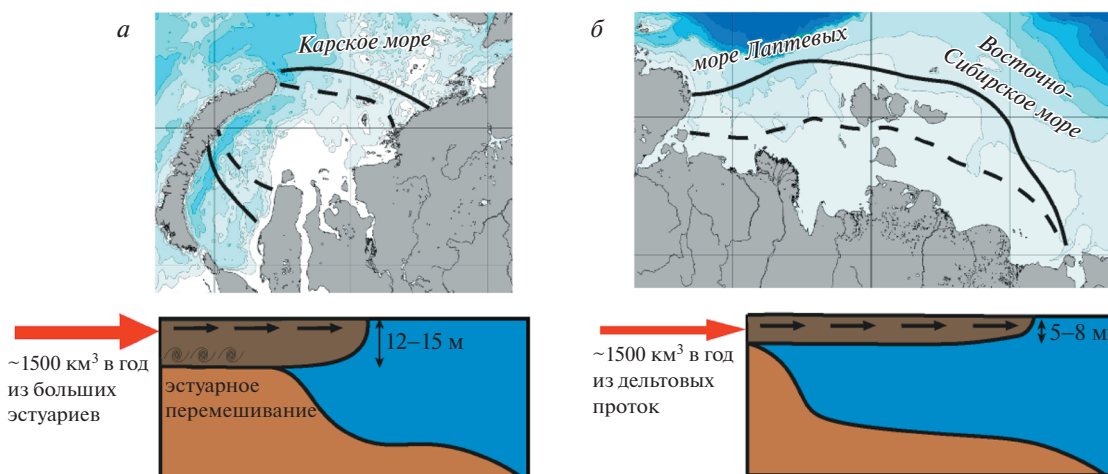 а
Карское море
б
море Лаптевых
Восточно-
Сибирское море
~1500 км³ в год
из больших
эстуариев
12–15 м
эстуарное
перемешивание
~1500 км³ в год
из дельтовых
проток
5–8 м